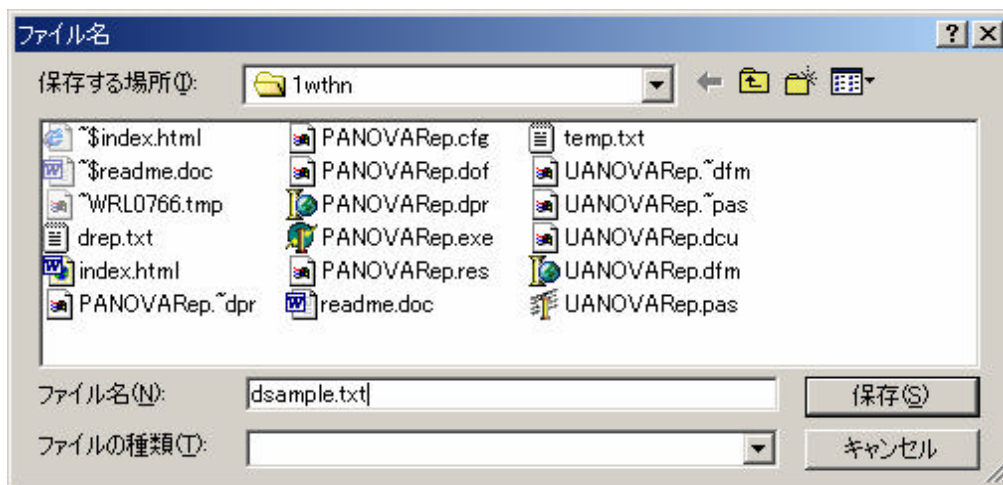 ファイル名
保存する場所(I):
1wthn
~$index.html
~$readme.doc
~WRL0766.tmp
drep.txt
index.html
PANOVARep.~dpr
PANOVARep.cfg
PANOVARep.dof
PANOVARep.dpr
PANOVARep.exe
PANOVARep.res
readme.doc
temp.txt
UANOVARep.~dfm
UANOVARep.~pas
UANOVARep.dcu
UANOVARep.dfm
UANOVARep.pas
ファイル名(N):
dsample.txt
保存(S)
ファイルの種類(T):
キャンセル